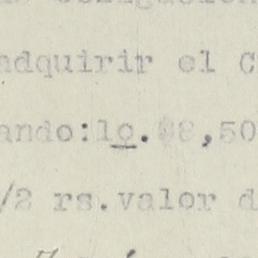 adquirir el C
ando:1o.$8,50
/2 rs.valor d